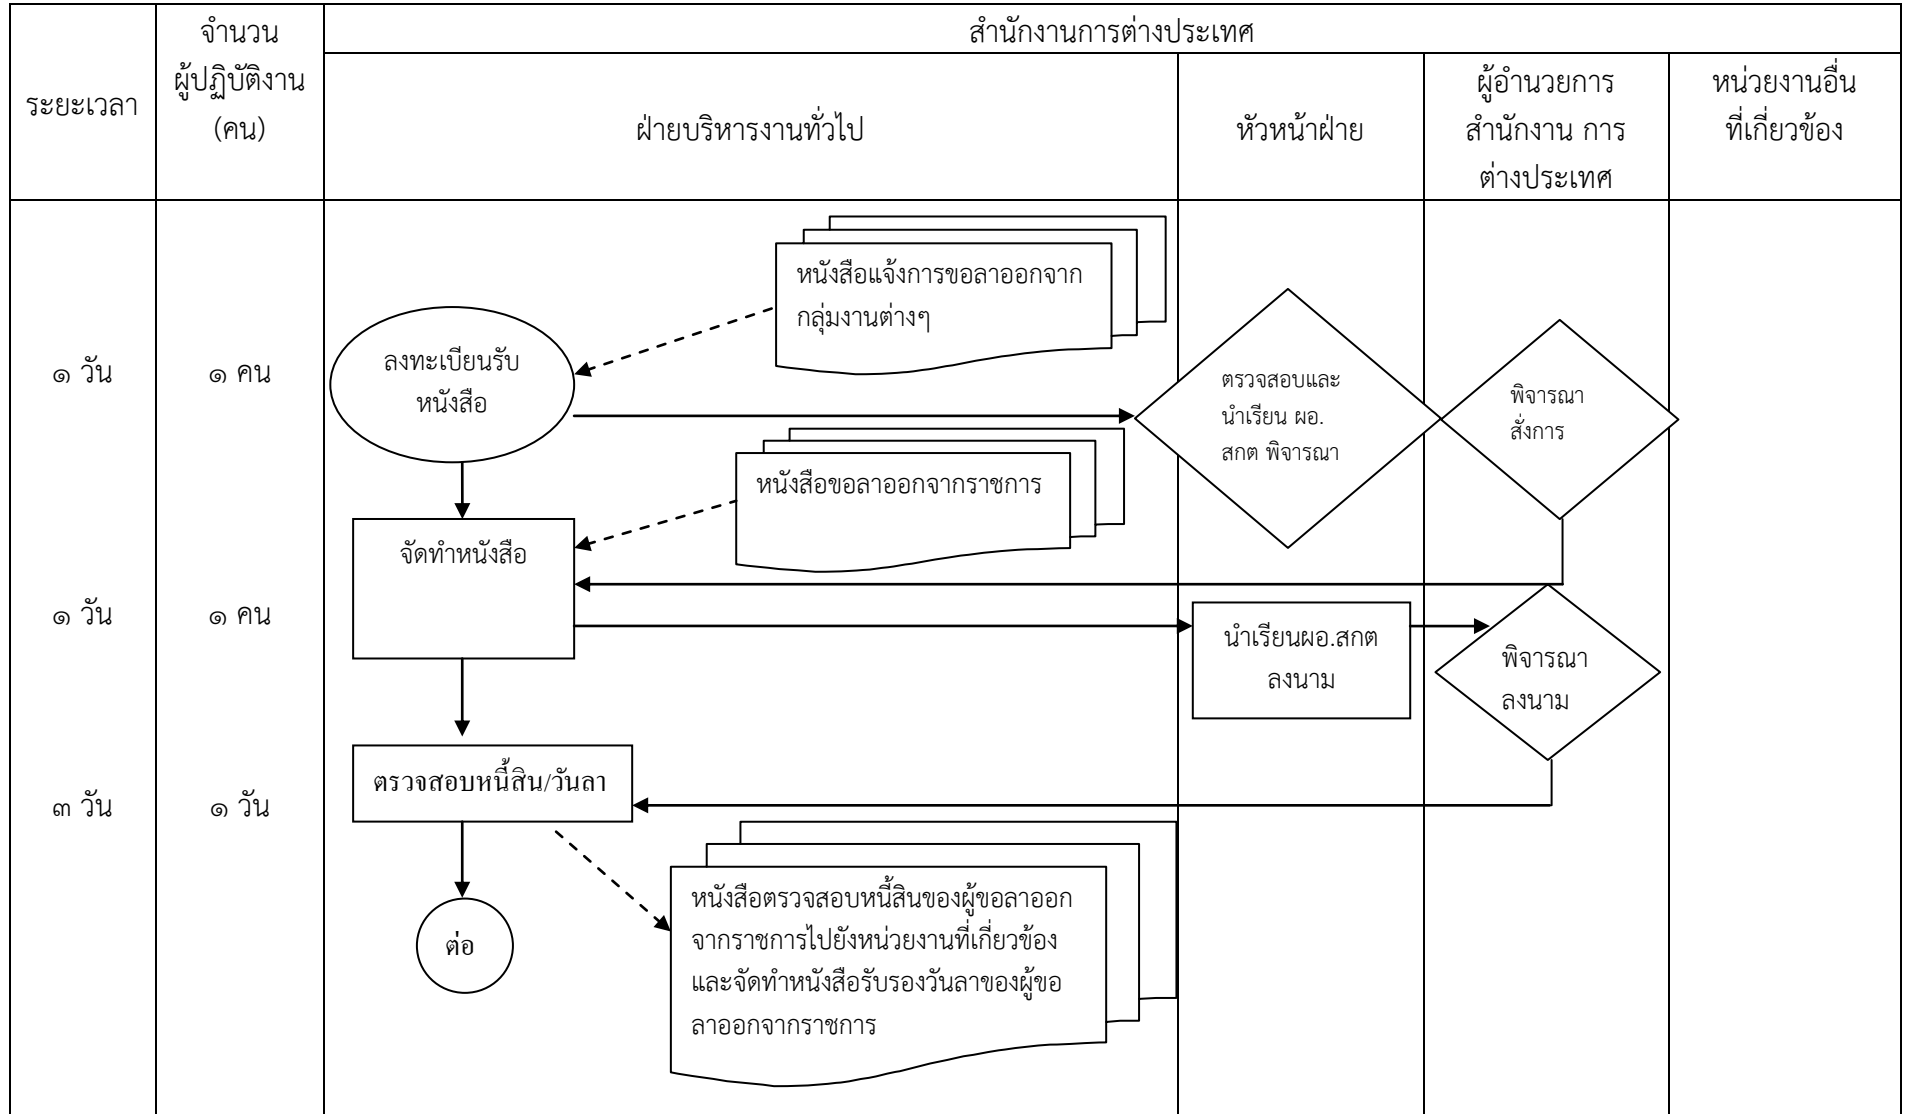 ระยะเวลา
จำนวน
ผู้ปฏิบัติงาน
(คน)
สำนักงานการต่างประเทศ
ฝ่ายบริหารงานทั่วไป
หัวหน้าฝ่าย
ผู้อำนวยการ
สำนักงาน การ
ต่างประเทศ
หน่วยงานอื่น
ที่เกี่ยวข้อง
หนังสือแจ้งการขอลาออกจาก
กลุ่มงานต่างๆ
๑ วัน
๑ คน
ลงทะเบียนรับ
หนังสือ
ตรวจสอบและ
นำเรียน ผอ.
สกต พิจารณา
พิจารณา
สั่งการ
หนังสือขอลาออกจากราชการ
จัดทำหนังสือ
๑ วัน
๑ คน
นำเรียนผอ.สกต
ลงนาม
พิจารณา
ลงนาม
๓ วัน
๑ วัน
ตรวจสอบหนี้สิน/วันลา
หนังสือตรวจสอบหนี้สินของผู้ขอลาออก
จากราชการไปยังหน่วยงานที่เกี่ยวข้อง
และจัดทำหนังสือรับรองวันลาของผู้ขอ
ลาออกจากราชการ
ต่อ